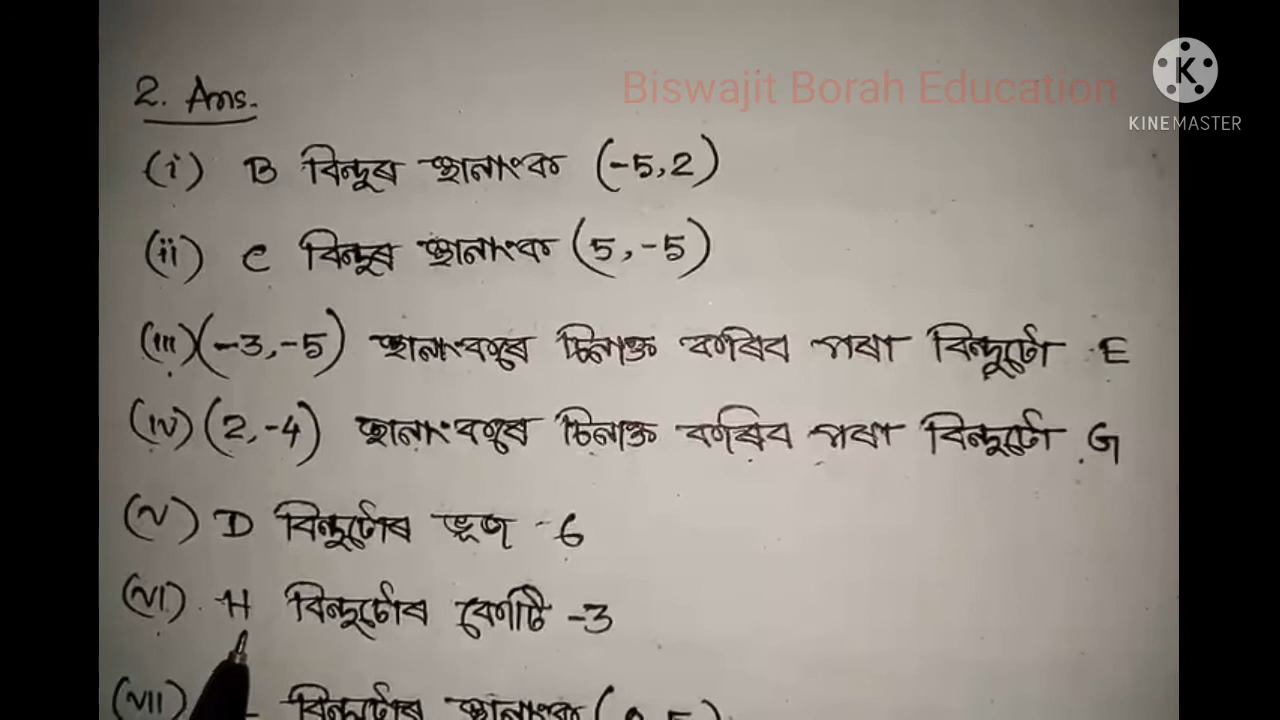 Biswajit Borah Education
K
KINEMASTER
2. Ans.
(i) B বিন্দুৰ স্থানাংক (-5,2)
(ii) C বিন্দুৰ স্থানাংক (5,-5)
(iii) (-3,-5) স্থানাংকৰে চিনাক্ত কৰিব পৰা বিন্দুটো E
(iv) (2,-4) স্থানাংকৰে চিনাক্ত কৰিব পৰা বিন্দুটো G
(v) D বিন্দুটোৰ ভূজ -6
(vi) H বিন্দুটোৰ কোটি -3
(vii) বিন্দুটোৰ স্থানাংক